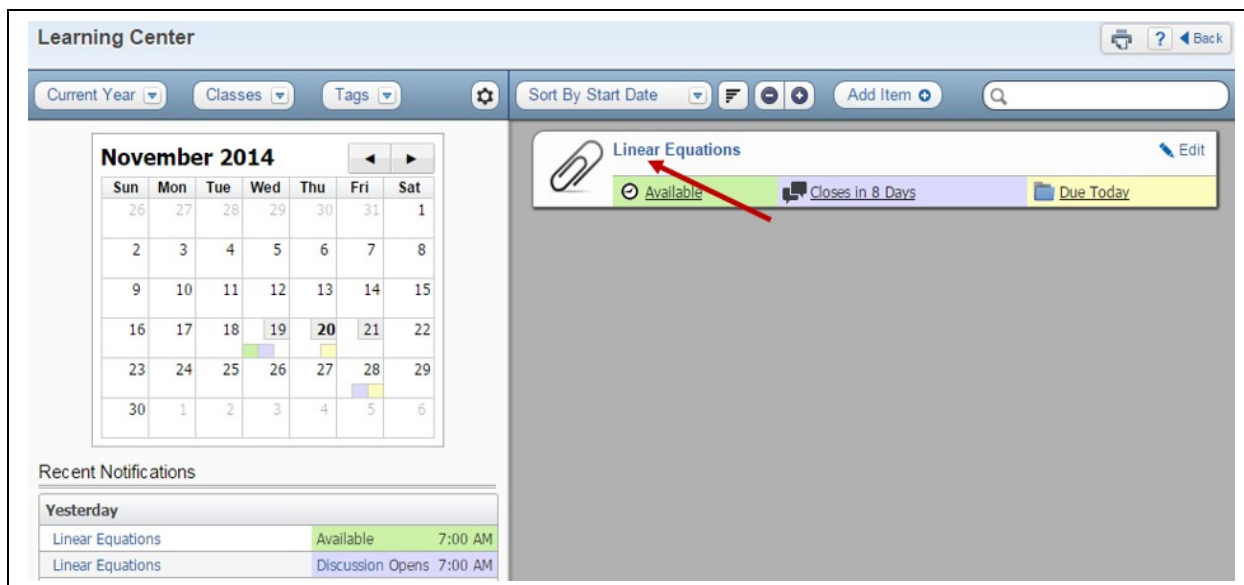 Learning Center
? Back
Current Year Classes Tags
Sort By Start Date Add Item
November 2014
Sun Mon Tue Wed Thu Fri Sat
26 27 28 29 30 31 1
2 3 4 5 6 7 8
9 10 11 12 13 14 15
16 17 18 19 20 21 22
23 24 25 26 27 28 29
30 1 2 3 4 5 6
Linear Equations Edit
Available Closes in 8 Days Due Today
Recent Notifications
Yesterday
Linear Equations Available 7:00 AM
Linear Equations Discussion Opens 7:00 AM